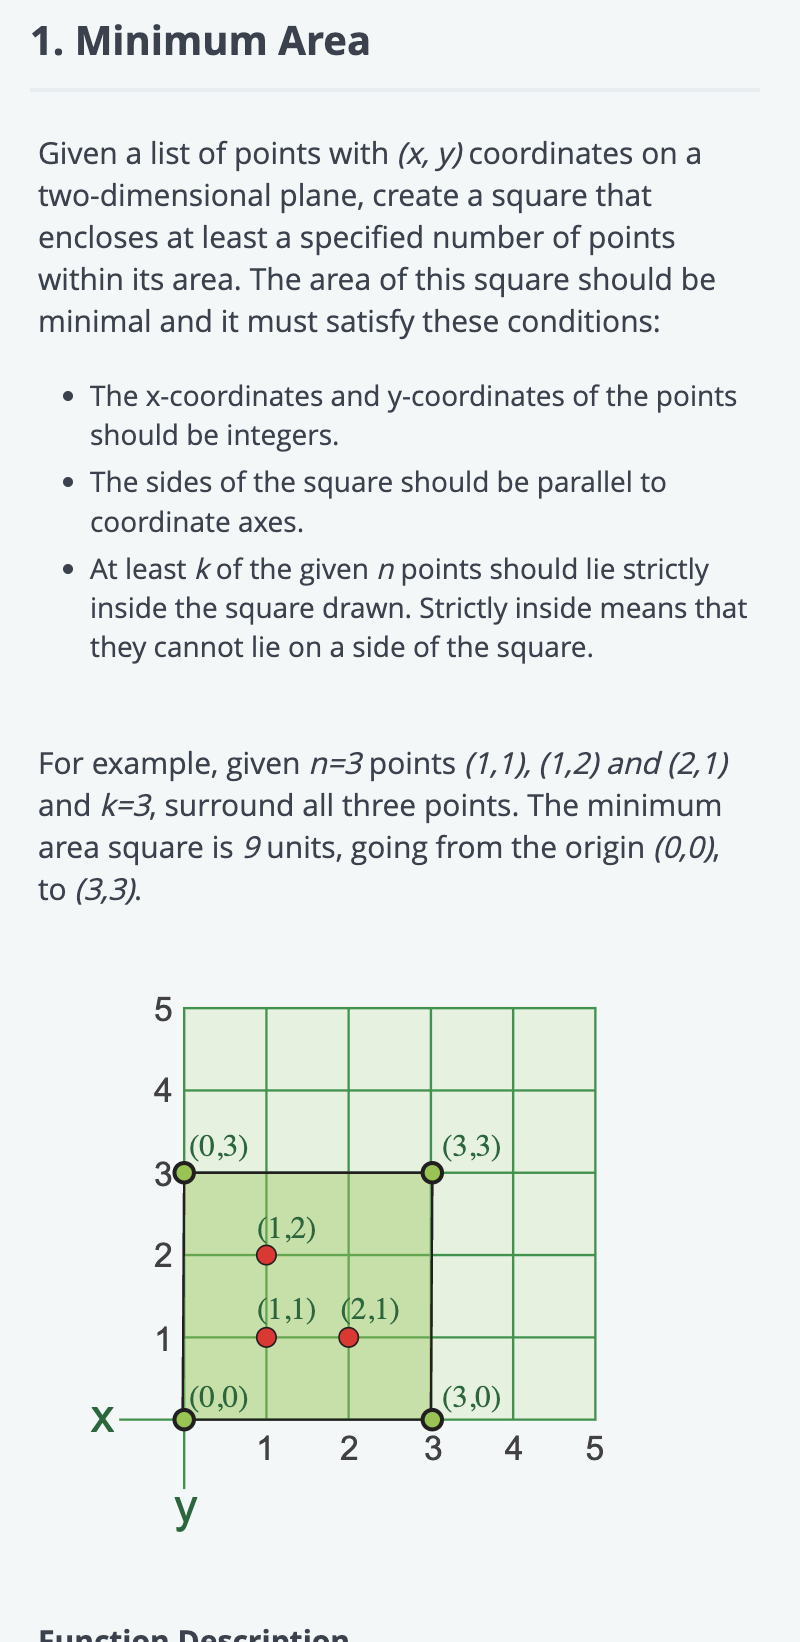 1. Minimum Area
Given a list of points with (x, y) coordinates on a
two-dimensional plane, create a square that
encloses at least a specified number of points
within its area. The area of this square should be
minimal and it must satisfy these conditions:
• The x-coordinates and y-coordinates of the points
should be integers.
• The sides of the square should be parallel to
coordinate axes.
• At least k of the given n points should lie strictly
inside the square drawn. Strictly inside means that
they cannot lie on a side of the square.
For example, given n=3 points (1,1), (1,2) and (2,1)
and k=3, surround all three points. The minimum
area square is 9 units, going from the origin (0,0),
to (3,3).
5
4
(0,3) (3,3)
3
(1,2)
2
(1,1) (2,1)
1
(0,0) (3,0)
x
1 2 3 4 5
y
Function Description